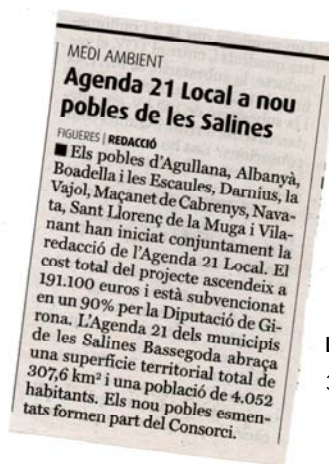 MEDI AMBIENT
Agenda 21 Local a nou
pobles de les Salines
FIGUERES | REDACCIÓ
■ Els pobles d'Agullana, Albanyà,
Boadella i les Escaules, Darnius, la
Vajol, Maçanet de Cabrenys, Nava-
ta, Sant Llorenç de la Muga i Vila-
nant han iniciat conjuntament la
redacció de l'Agenda 21 Local. El
cost total del projecte ascendeix a
191.100 euros i està subvencionat
en un 90% per la Diputació de Gi-
rona. L'Agenda 21 dels municipis
de les Salines Bassegoda abraça
una superfície territorial total de
307,6 km² i una població de 4.052
habitants. Els nou pobles esmen-
tats formen part del Consorci.